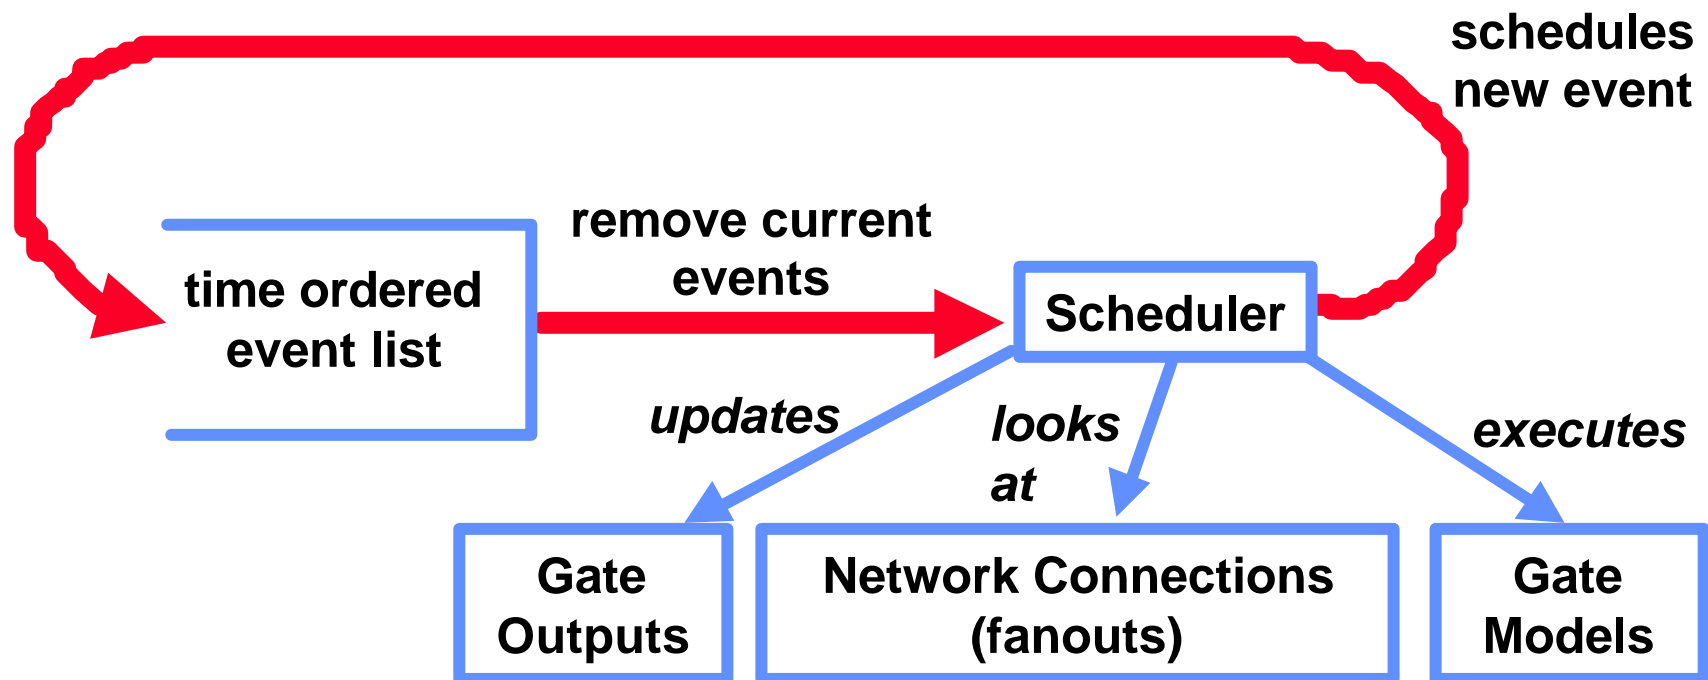 schedules
new event
remove current
events
time ordered
event list
Scheduler
updates
looks
at
executes
Gate
Outputs
Network Connections
(fanouts)
Gate
Models